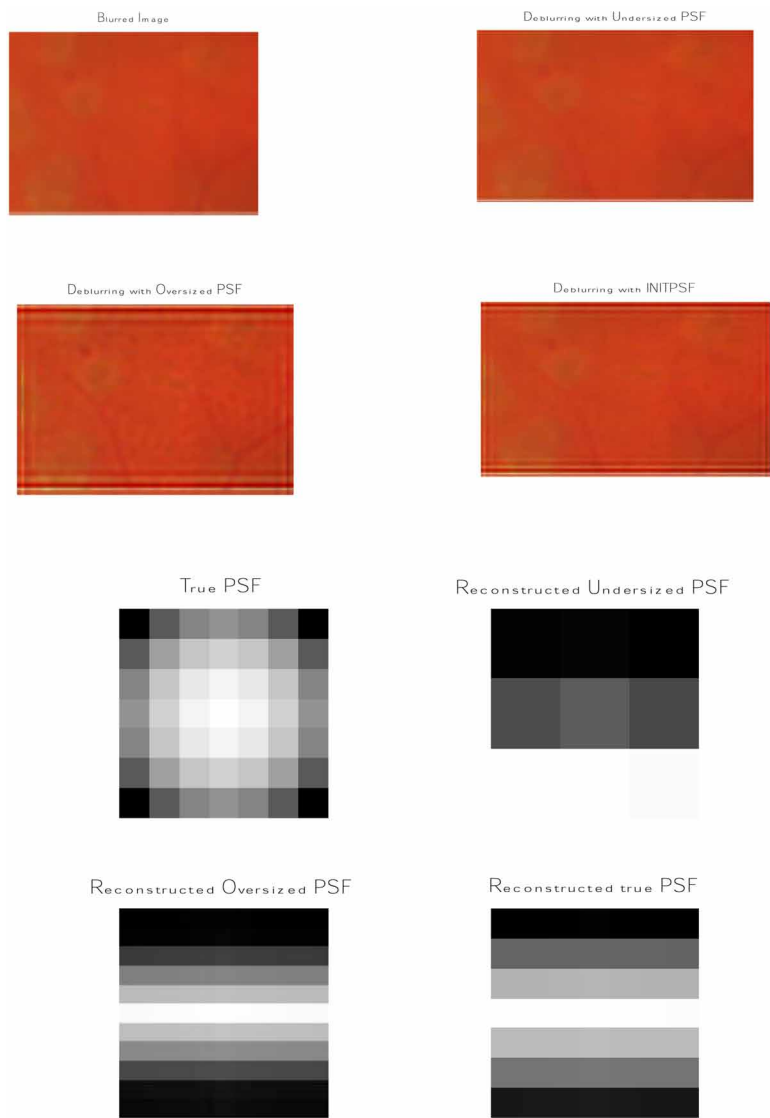 Blurred Image
Deblurring with Undersized PSF
Deblurring with Oversized PSF
Deblurring with INITPSF
True PSF
Reconstructed Undersized PSF
Reconstructed Oversized PSF
Reconstructed true PSF